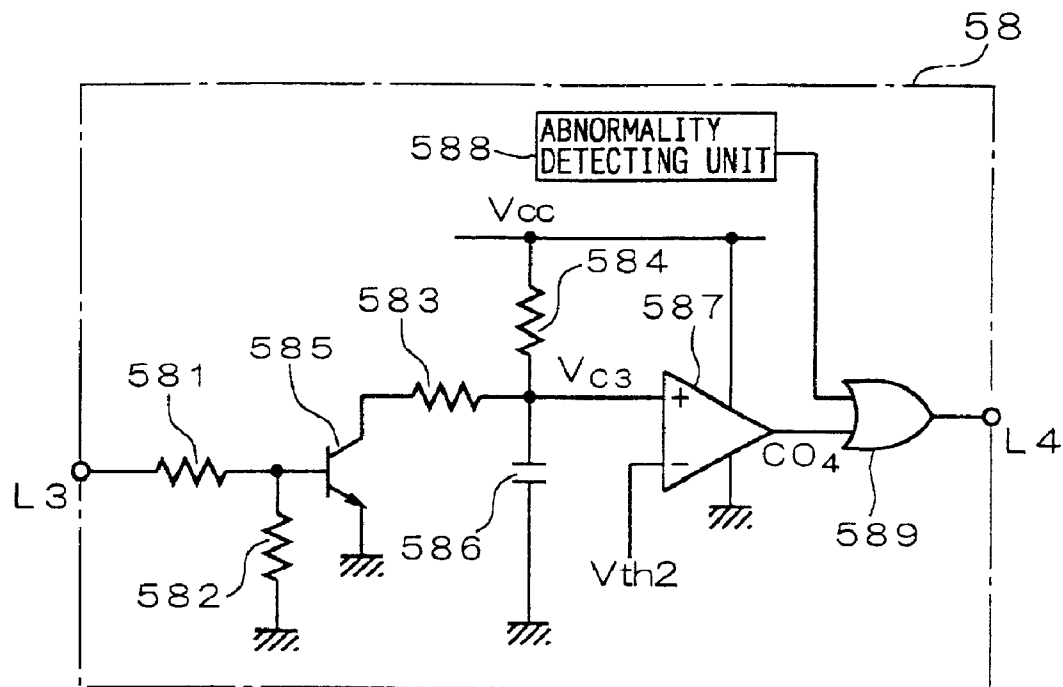 58
ABNORMALITY
DETECTING UNIT
588
Vcc
584
583
587
585
VC3
581
+
L3
−
CO4
L4
586
589
582
Vth2